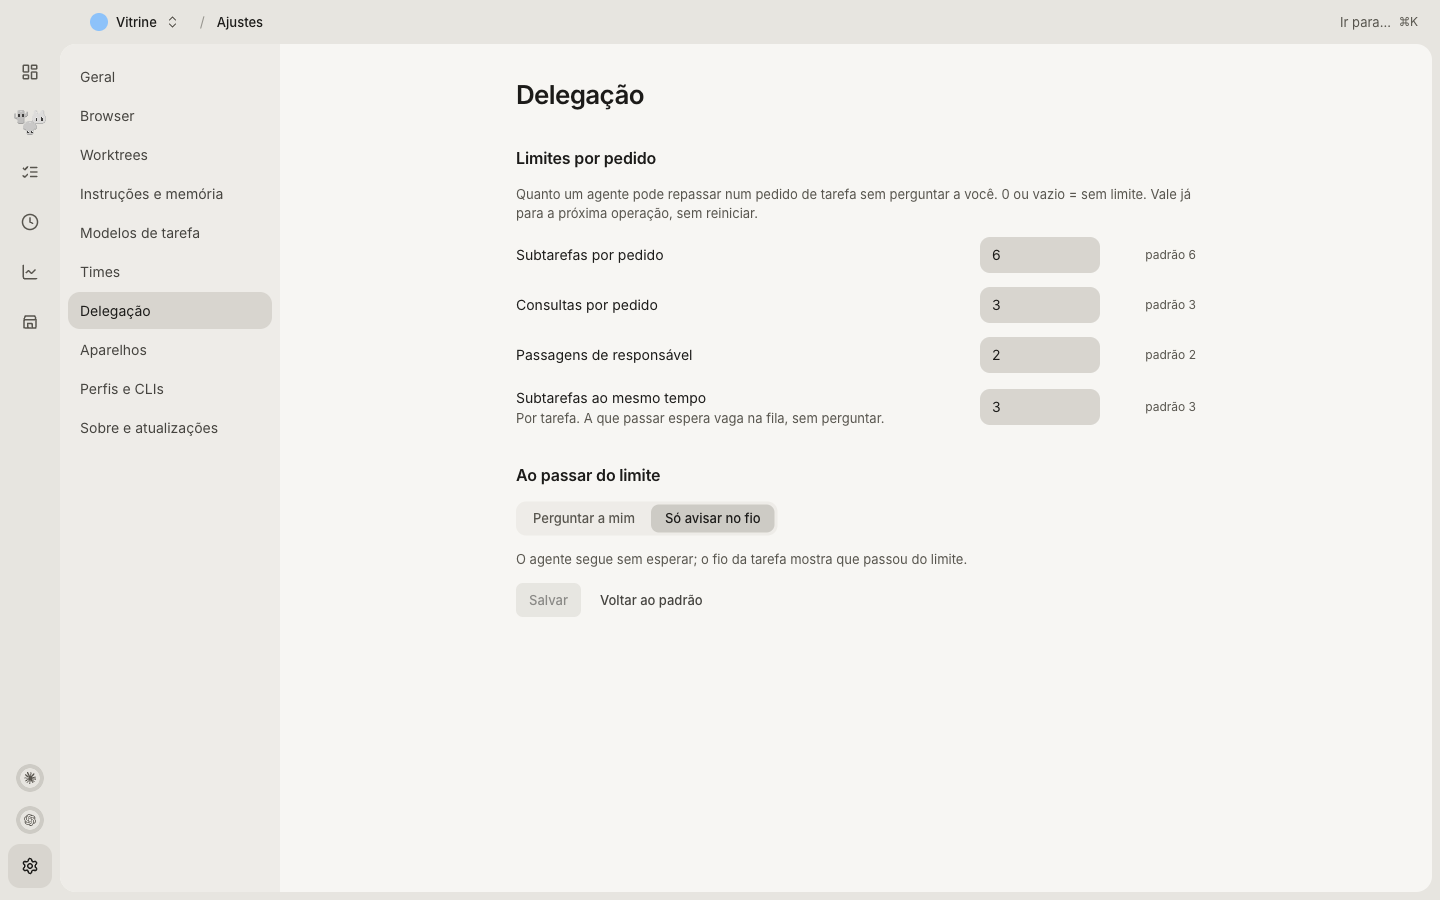 Vitrine / Ajustes
Ir para... ⌘K
Geral
Browser
Worktrees
Instruções e memória
Modelos de tarefa
Times
Delegação
Aparelhos
Perfis e CLIs
Sobre e atualizações
Delegação
Limites por pedido
Quanto um agente pode repassar num pedido de tarefa sem perguntar a você. 0 ou vazio = sem limite. Vale já
para a próxima operação, sem reiniciar.
Subtarefas por pedido 6 padrão 6
Consultas por pedido 3 padrão 3
Passagens de responsável 2 padrão 2
Subtarefas ao mesmo tempo
Por tarefa. A que passar espera vaga na fila, sem perguntar.
3 padrão 3
Ao passar do limite
Perguntar a mim Só avisar no fio
O agente segue sem esperar; o fio da tarefa mostra que passou do limite.
Salvar Voltar ao padrão